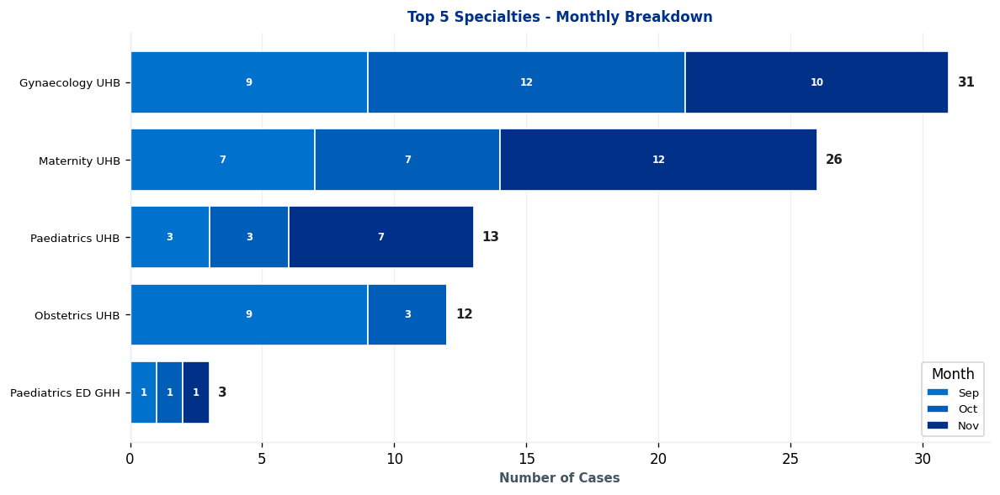 Top 5 Specialties - Monthly Breakdown
Gynaecology UHB 9 12 10 31
Maternity UHB 7 7 12 26
Paediatrics UHB 3 3 7 13
Obstetrics UHB 9 3 12
Paediatrics ED GHH 1 1 1 3
Month
Sep
Oct
Nov
0 5 10 15 20 25 30
Number of Cases